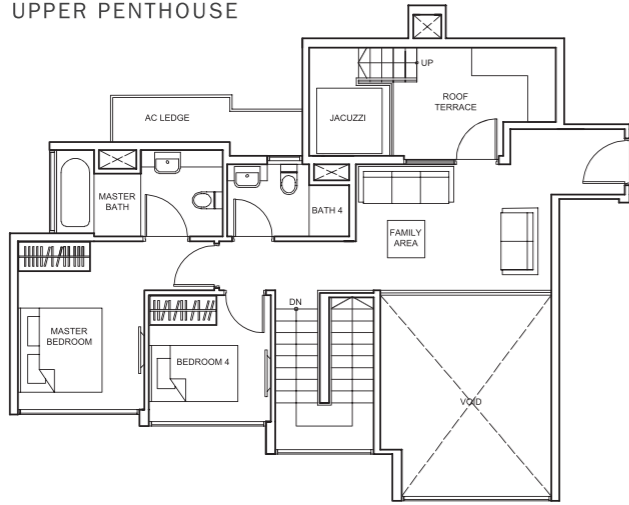 UPPER PENTHOUSE
UP
AC LEDGE
JACUZZI
ROOF
TERRACE
MASTER
BATH
BATH 4
FAMILY
AREA
DN
MASTER
BEDROOM
BEDROOM 4
VOID